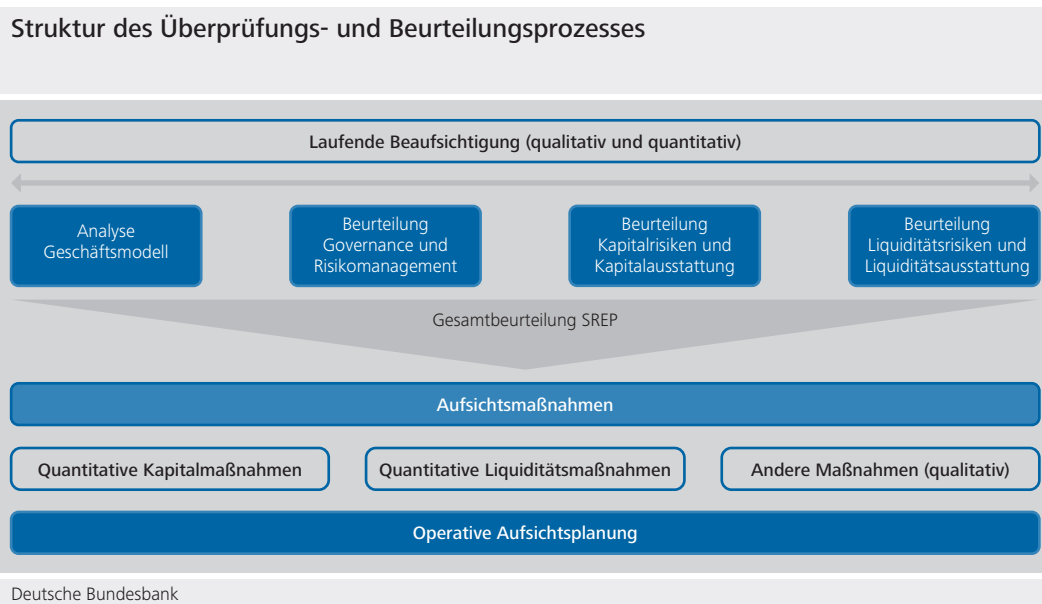 Struktur des Überprüfungs- und Beurteilungsprozesses
Laufende Beaufsichtigung (qualitativ und quantitativ)
Analyse
Geschäftsmodell
Beurteilung
Governance und
Risikomanagement
Beurteilung
Kapitalrisiken und
Kapitalausstattung
Beurteilung
Liquiditätsrisiken und
Liquiditätsausstattung
Gesamtbeurteilung SREP
Aufsichtsmaßnahmen
Quantitative Kapitalmaßnahmen
Quantitative Liquiditätsmaßnahmen
Andere Maßnahmen (qualitativ)
Operative Aufsichtsplanung
Deutsche Bundesbank